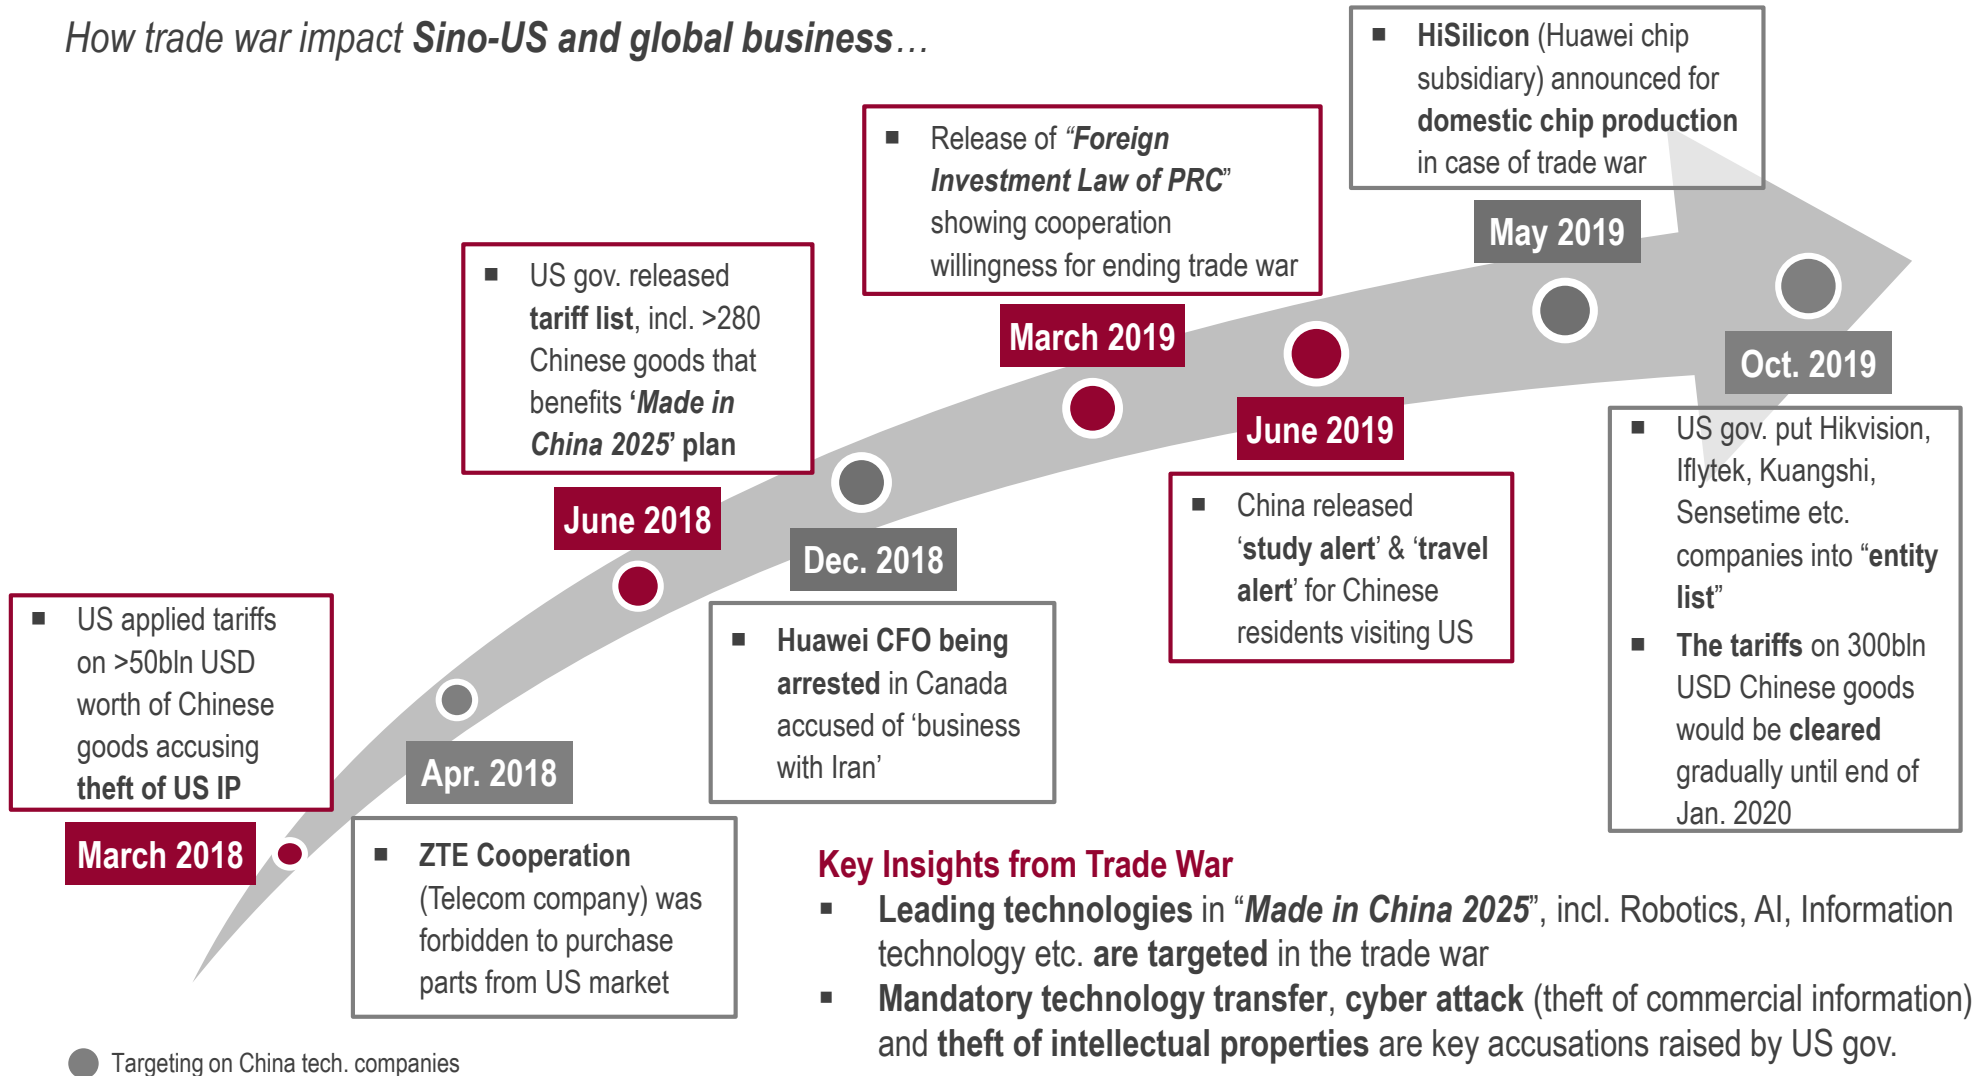 How trade war impact Sino-US and global business…
▪ HiSilicon (Huawei chip
subsidiary) announced for
domestic chip production
in case of trade war
May 2019
▪ Release of “Foreign
Investment Law of PRC”
showing cooperation
willingness for ending trade war
March 2019
▪ US gov. released
tariff list, incl. >280
Chinese goods that
benefits ‘Made in
China 2025’ plan
June 2018
Oct. 2019
▪ US gov. put Hikvision,
Iflytek, Kuangshi,
Sensetime etc.
companies into “entity
list”
▪ The tariffs on 300bln
USD Chinese goods
would be cleared
gradually until end of
Jan. 2020
June 2019
▪ China released
‘study alert’ & ‘travel
alert’ for Chinese
residents visiting US
Dec. 2018
▪ Huawei CFO being
arrested in Canada
accused of ‘business
with Iran’
▪ US applied tariffs
on >50bln USD
worth of Chinese
goods accusing
theft of US IP
March 2018
Apr. 2018
▪ ZTE Cooperation
(Telecom company) was
forbidden to purchase
parts from US market
Key Insights from Trade War
▪ Leading technologies in “Made in China 2025”, incl. Robotics, AI, Information
technology etc. are targeted in the trade war
▪ Mandatory technology transfer, cyber attack (theft of commercial information)
and theft of intellectual properties are key accusations raised by US gov.
Targeting on China tech. companies